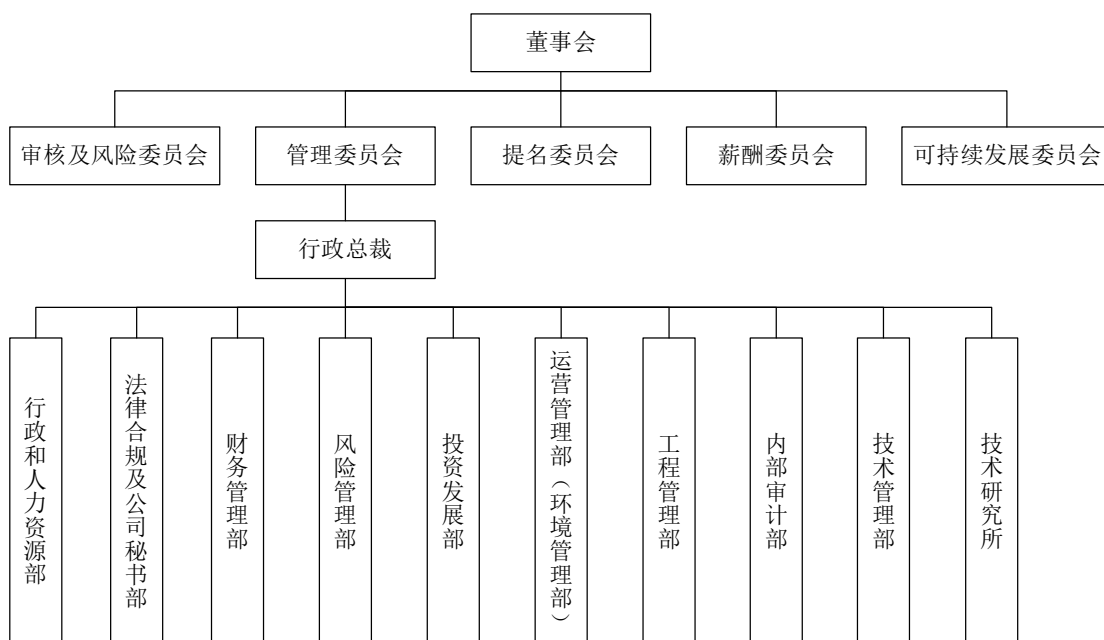 董事会
审核及风险委员会
管理委员会
提名委员会
薪酬委员会
可持续发展委员会
行政总裁
行政和人力资源部
法律合规及公司秘书部
财务管理部
风险管理部
投资发展部
运营管理部（环境管理部）
工程管理部
内部审计部
技术管理部
技术研究所